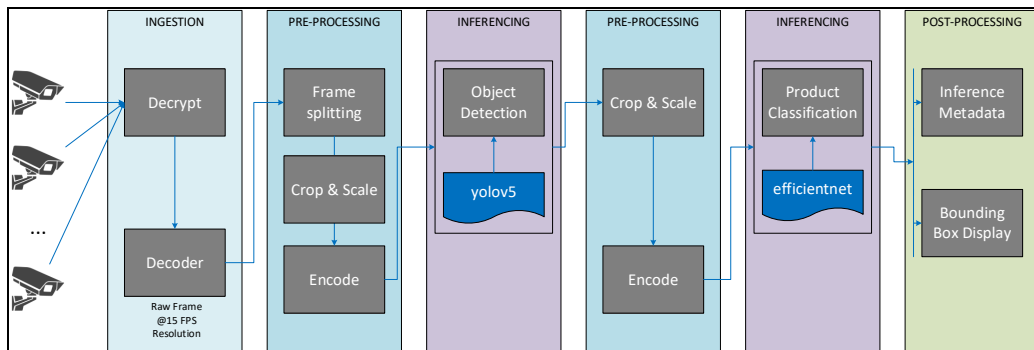 INGESTION
PRE-PROCESSING
INFERENCING
PRE-PROCESSING
INFERENCING
POST-PROCESSING
Decrypt
Decoder
Raw Frame
@15 FPS
Resolution
Frame
splitting
Crop & Scale
Encode
Object
Detection
yolov5
Crop & Scale
Encode
Product
Classification
efficientnet
Inference
Metadata
Bounding
Box Display
...